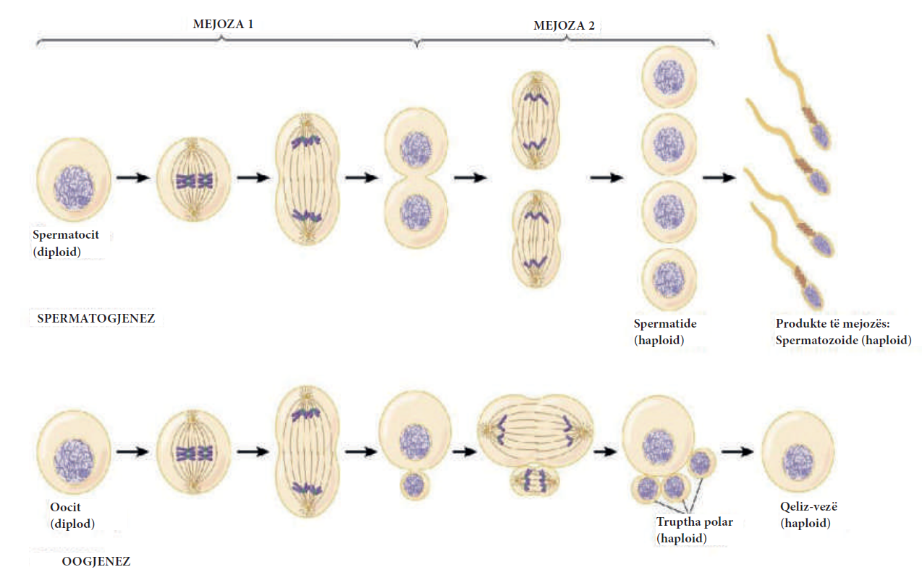 MEJOZA 1
MEJOZA 2
Spermatocit
(diploid)
SPERMATOGJENEZ
Spermatide
(haploid)
Produkte të mejozës:
Spermatozoide (haploid)
Oocit
(diplod)
Truptha polar
(haploid)
Qeliz-vezë
(haploid)
OOGJENEZ